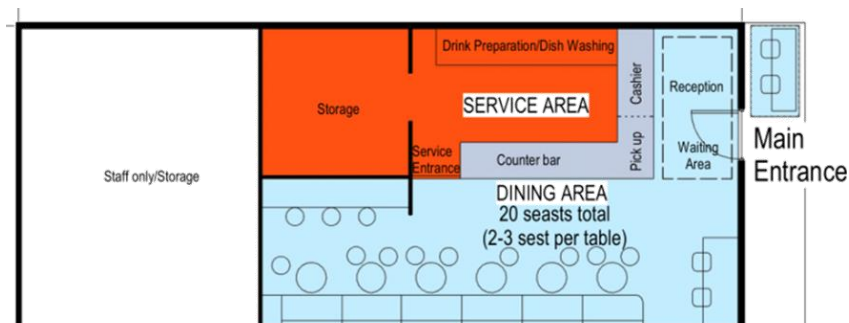 Drink Preparation/Dish Washing
Cashier
Reception
Storage
SERVICE AREA
Main
Entrance
Service
Entrance
Counter bar
Pick up
Waiting
Area
Staff only/Storage
DINING AREA
20 seasts total
(2-3 sest per table)